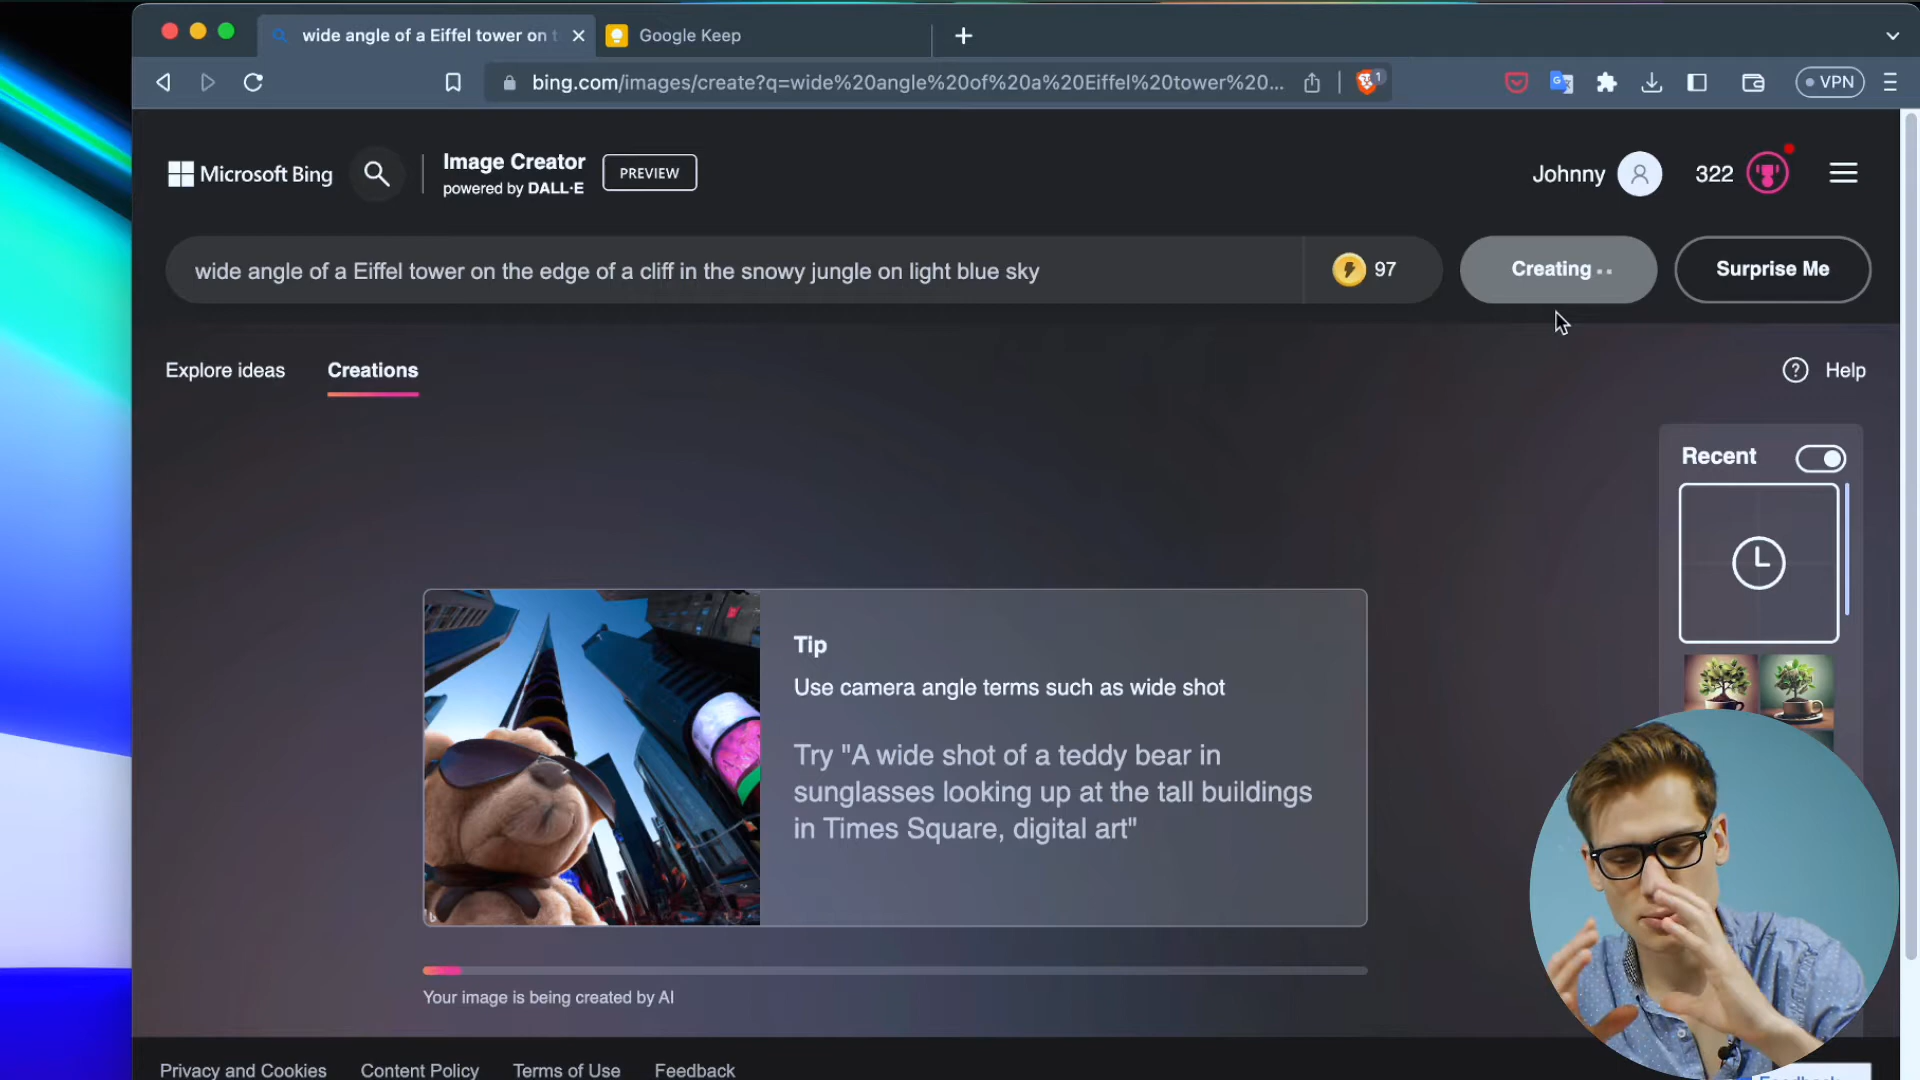 wide angle of a Eiffel tower on t
Google Keep
bing.com/images/create?q=wide%20angle%20of%20a%20Eiffel%20tower%20...
1
VPN
Microsoft Bing
Image Creator
powered by DALL·E
PREVIEW
Johnny
322
wide angle of a Eiffel tower on the edge of a cliff in the snowy jungle on light blue sky
97
Creating
Surprise Me
Explore ideas
Creations
Help
Recent
Tip
Use camera angle terms such as wide shot
Try "A wide shot of a teddy bear in
sunglasses looking up at the tall buildings
in Times Square, digital art"
Your image is being created by AI
Privacy and Cookies
Content Policy
Terms of Use
Feedback